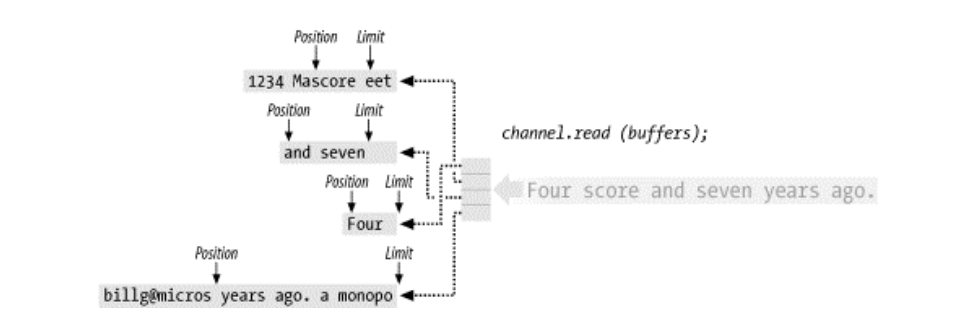 Position Limit
1234 Mascore eet
Position Limit
channel.read (buffers);
and seven
Position Limit
Four score and seven years ago.
Four
Position Limit
billg@micros years ago. a monopo